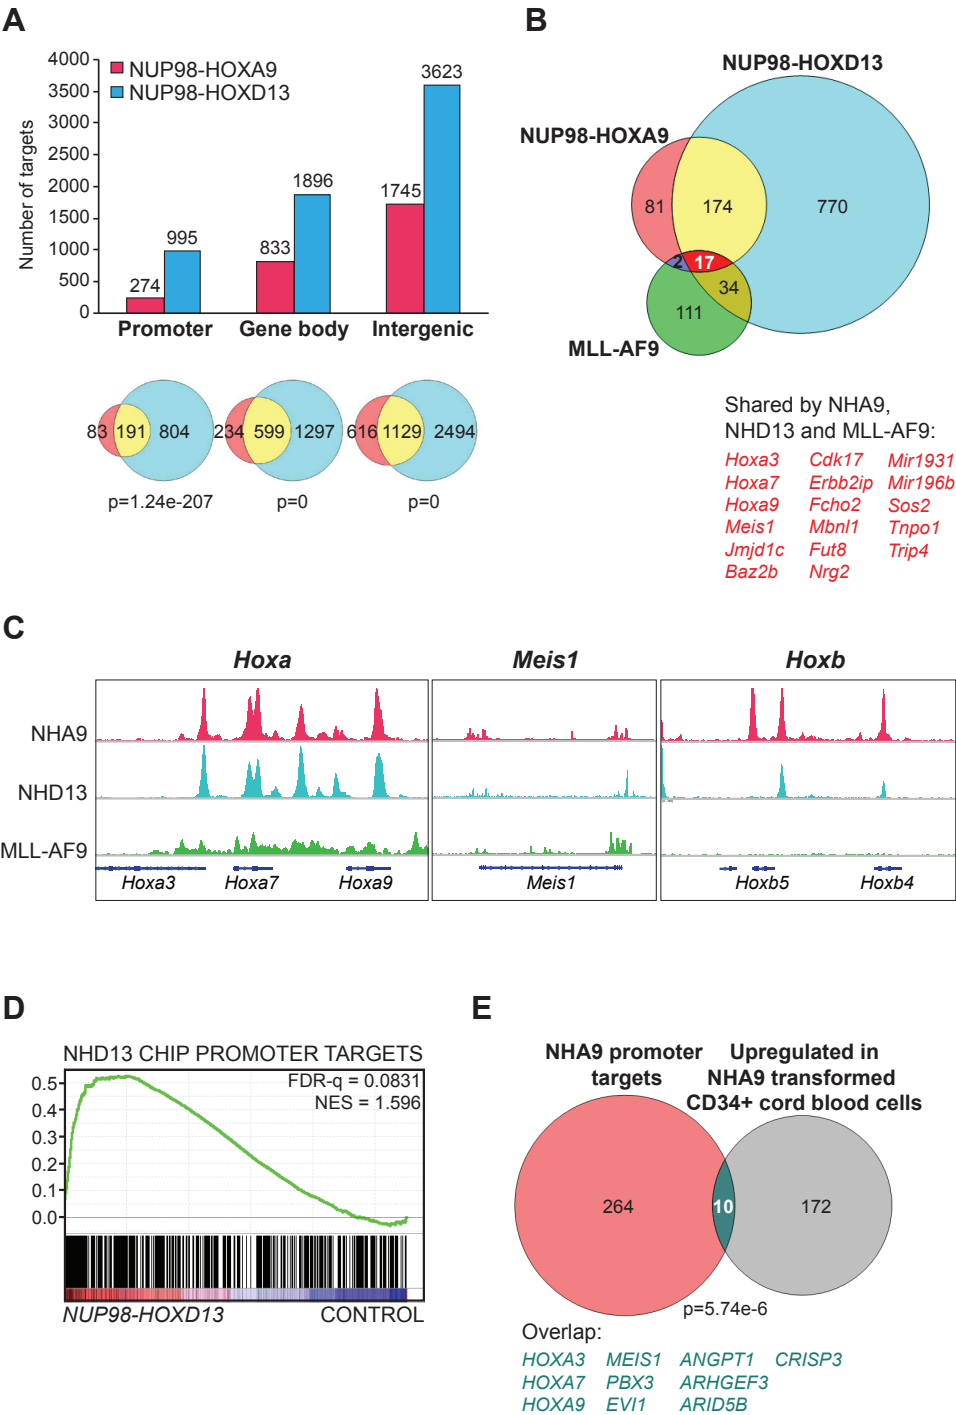 A
4000
3500
3000
2500
2000
1500
1000
500
0
Number of targets
NUP98-HOXA9
NUP98-HOXD13
274
995
833
1896
1745
3623
Promoter
Gene body
Intergenic
83 191 804
234 599 1297
616 1129 2494
p=1.24e-207
p=0
p=0
B
NUP98-HOXD13
NUP98-HOXA9
81
174
770
2
17
34
111
MLL-AF9
Shared by NHA9,
NHD13 and MLL-AF9:
Hoxa3 Cdk17 Mir1931
Hoxa7 Erbb2ip Mir196b
Hoxa9 Fcho2 Sos2
Meis1 Mbnl1 Tnpo1
Jmjd1c Fut8 Trip4
Baz2b Nrg2
C
Hoxa
Meis1
Hoxb
NHA9
NHD13
MLL-AF9
Hoxa3
Hoxa7
Hoxa9
Meis1
Hoxb5
Hoxb4
D
NHD13 CHIP PROMOTER TARGETS
FDR-q = 0.0831
NES = 1.596
0.5
0.4
0.3
0.2
0.1
0.0
NUP98-HOXD13
CONTROL
E
NHA9 promoter
targets
Upregulated in
NHA9 transformed
CD34+ cord blood cells
264
10
172
p=5.74e-6
Overlap:
HOXA3 MEIS1 ANGPT1 CRISP3
HOXA7 PBX3 ARHGEF3
HOXA9 EVI1 ARID5B